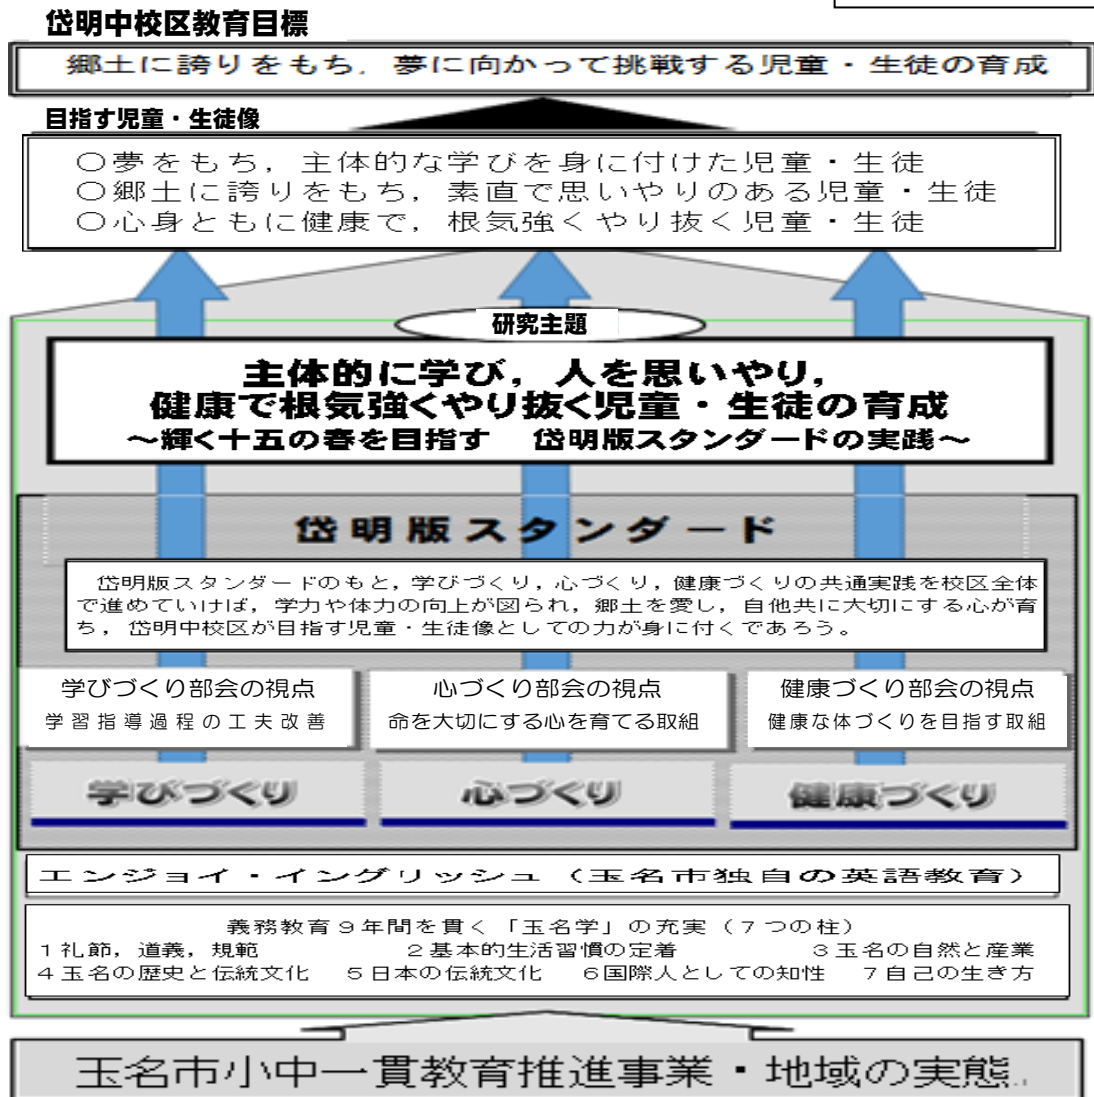 岱明中校区教育目標
郷土に誇りをもち，夢に向かって挑戦する児童・生徒の育成
目指す児童・生徒像
○夢をもち，主体的な学びを身に付けた児童・生徒
○郷土に誇りをもち，素直で思いやりのある児童・生徒
○心身ともに健康で，根気強くやり抜く児童・生徒
研究主題
主体的に学び，人を思いやり，
健康で根気強くやり抜く児童・生徒の育成
～輝く十五の春を目指す　岱明版スタンダードの実践～
岱明版スタンダード
岱明版スタンダードのもと，学びづくり，心づくり，健康づくりの共通実践を校区全体
で進めていけば，学力や体力の向上が図られ，郷土を愛し，自他共に大切にする心が育
ち，岱明中校区が目指す児童・生徒像としての力が身に付くであろう。
学びづくり部会の視点
学習指導過程の工夫改善
心づくり部会の視点
命を大切にする心を育てる取組
健康づくり部会の視点
健康な体づくりを目指す取組
学びづくり
心づくり
健康づくり
エンジョイ・イングリッシュ（玉名市独自の英語教育）
義務教育９年間を貫く「玉名学」の充実（７つの柱）
１礼節，道義，規範　２基本的生活習慣の定着　３玉名の自然と産業
４玉名の歴史と伝統文化　５日本の伝統文化　６国際人としての知性　７自己の生き方
玉名市小中一貫教育推進事業・地域の実態